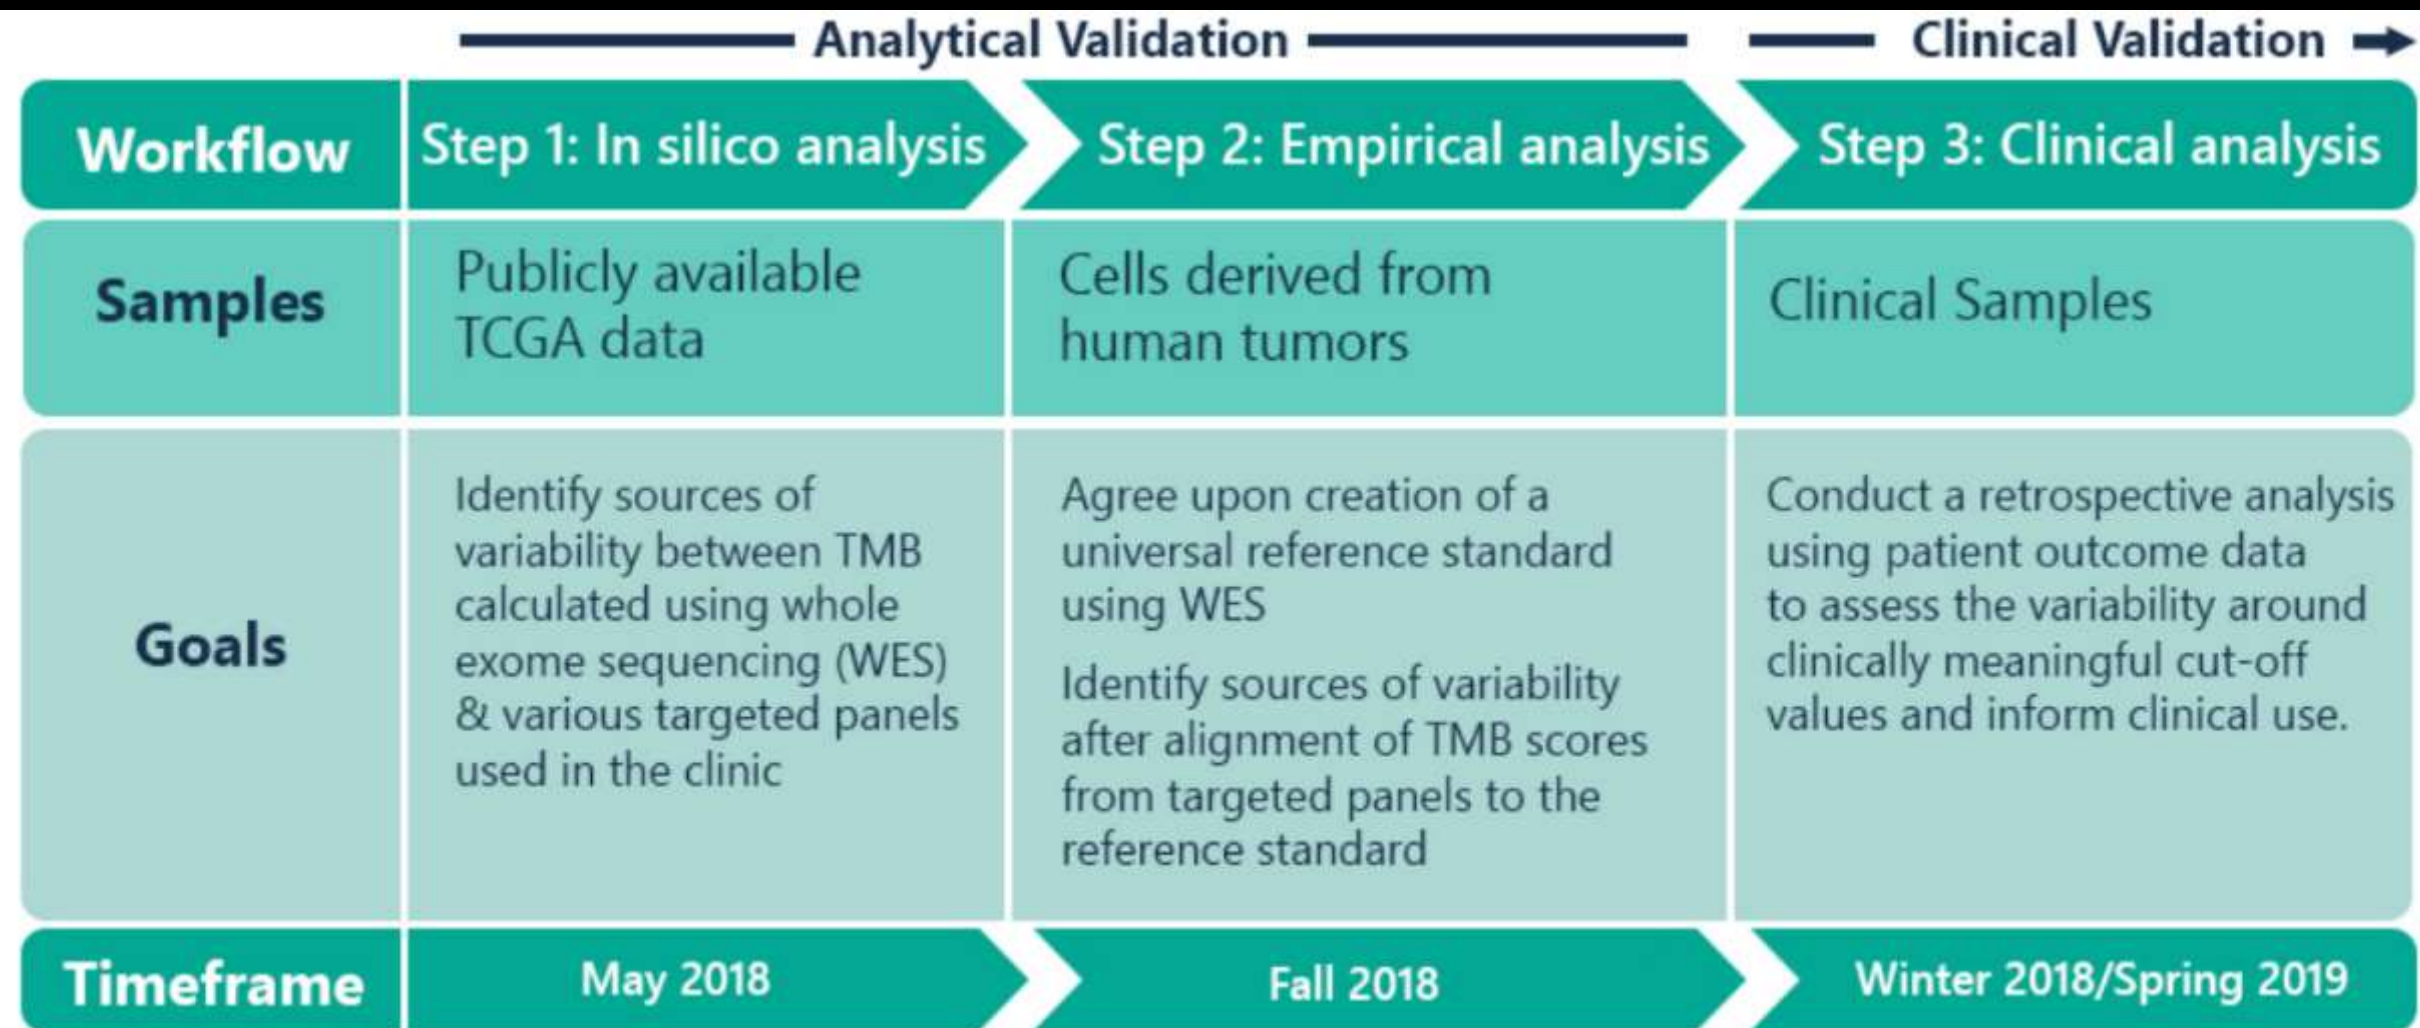 Analytical Validation
Clinical Validation
Workflow
Step 1: In silico analysis
Step 2: Empirical analysis
Step 3: Clinical analysis
Samples
Publicly available
TCGA data
Cells derived from
human tumors
Clinical Samples
Goals
Identify sources of
variability between TMB
calculated using whole
exome sequencing (WES)
& various targeted panels
used in the clinic
Agree upon creation of a
universal reference standard
using WES
Identify sources of variability
after alignment of TMB scores
from targeted panels to the
reference standard
Conduct a retrospective analysis
using patient outcome data
to assess the variability around
clinically meaningful cut-off
values and inform clinical use.
Timeframe
May 2018
Fall 2018
Winter 2018/Spring 2019